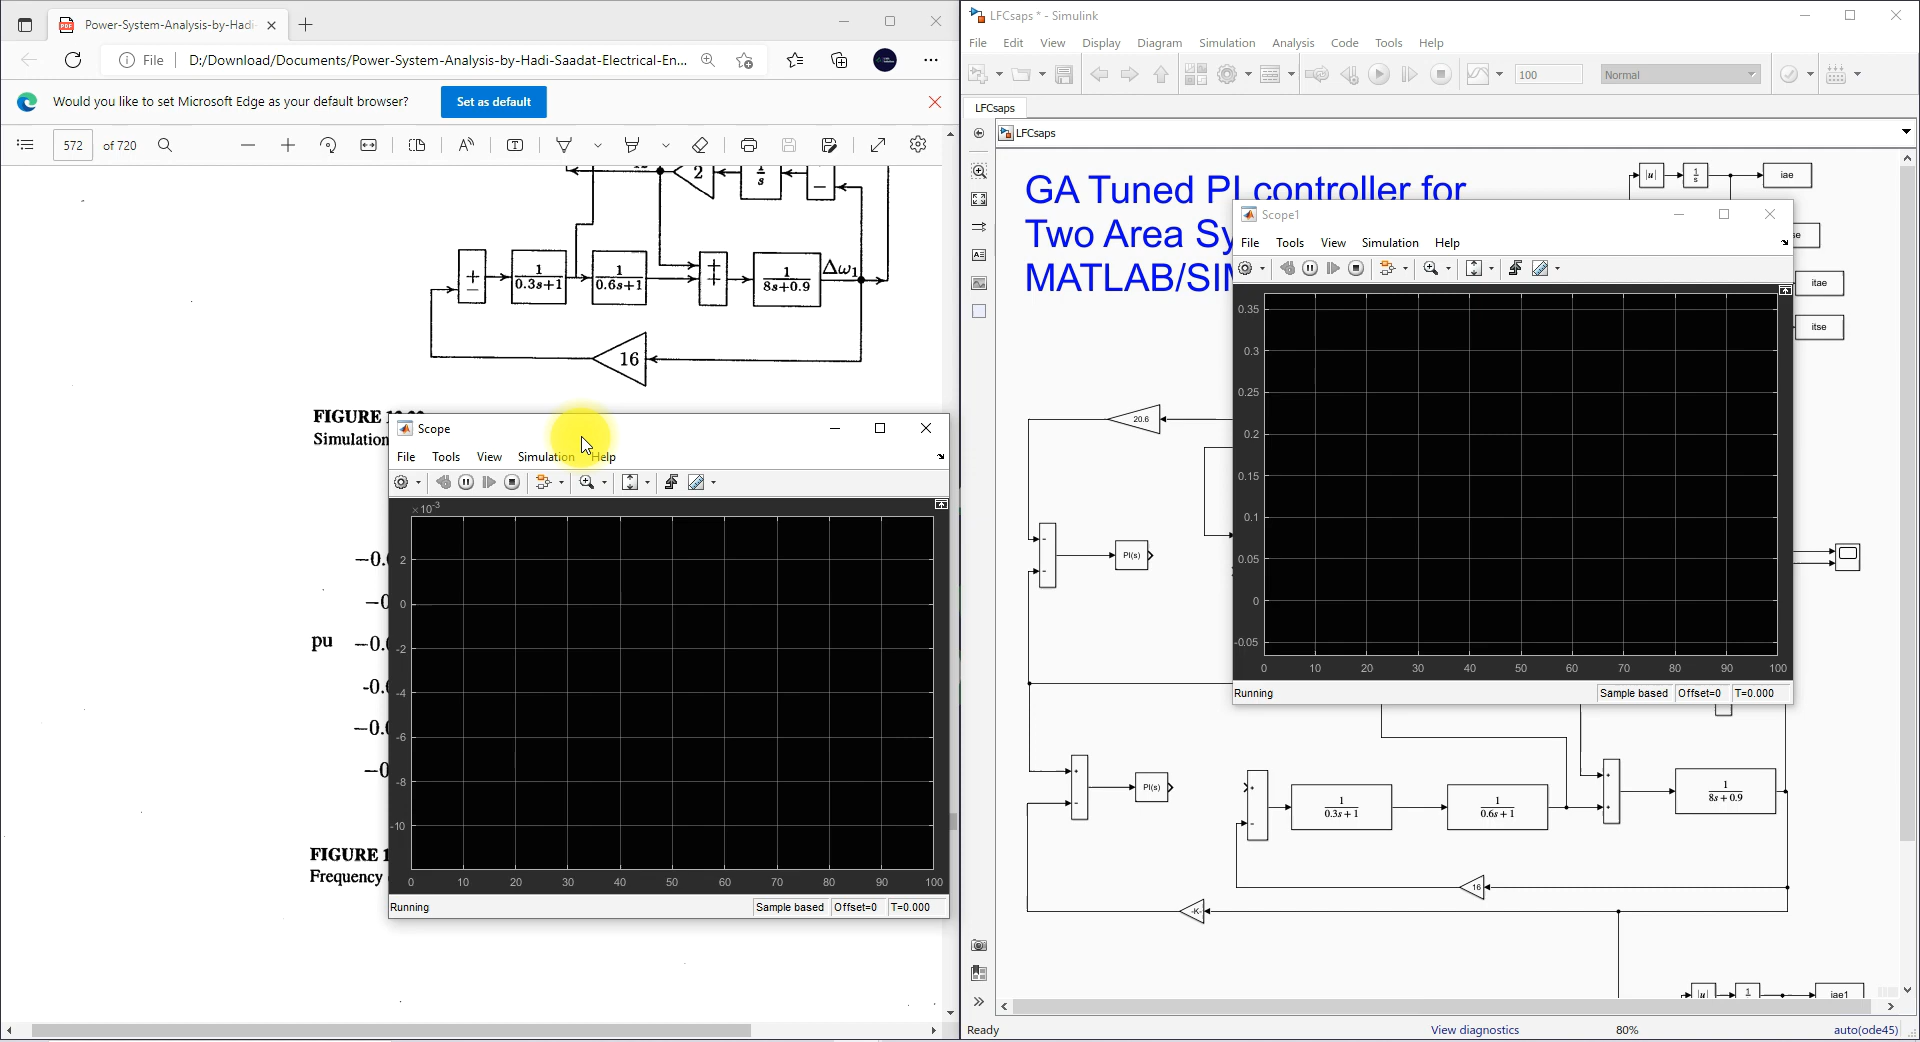 Power-System-Analysis-by-Hadi-
File
D:/Download/Documents/Power-System-Analysis-by-Hadi-Saadat-Electrical-En...
Would you like to set Microsoft Edge as your default browser?
Set as default
572 of 720
2
1
s
−
+
−
1
0.3s+1
1
0.6s+1
+
+
1
8s+0.9
Δω1
16
FIGURE
Simulation
pu
FIGURE 1
Frequency
Scope
File Tools View Simulation Help
×10-3
2
0
-2
-4
-6
-8
-10
0 10 20 30 40 50 60 70 80 90 100
Running
Sample based Offset=0 T=0.000
LFCsaps * - Simulink
File Edit View Display Diagram Simulation Analysis Code Tools Help
100
Normal
LFCsaps
LFCsaps
GA Tuned PI controller for
Two Area Sy
MATLAB/SIM
|u|
1
s
iae
se
itae
itse
Scope1
File Tools View Simulation Help
0.35
0.3
0.25
0.2
0.15
0.1
0.05
0
-0.05
0 10 20 30 40 50 60 70 80 90 100
Running
Sample based Offset=0 T=0.000
20.6
PI(s)
PI(s)
1
0.3s+1
1
0.6s+1
1
8s+0.9
16
-K-
|u|
1
iae1
Ready
View diagnostics
80%
auto(ode45)